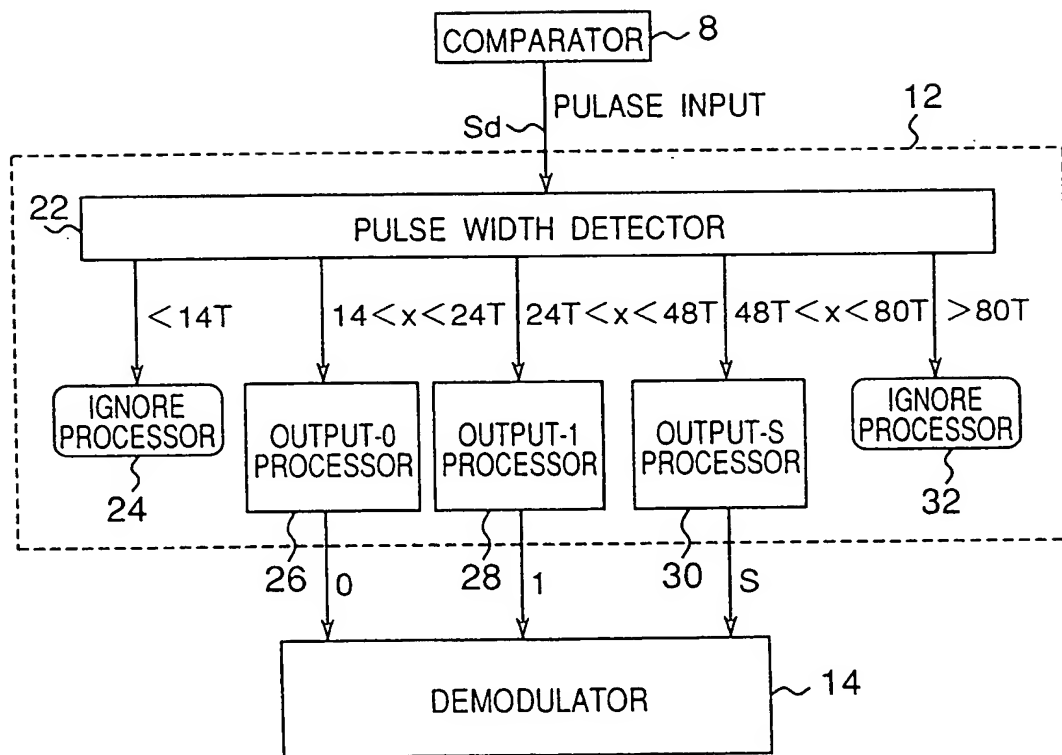 COMPARATOR 8
PULASE INPUT
Sd
12
22
PULSE WIDTH DETECTOR
<14T
14<x<24T
24T<x<48T
48T<x<80T
>80T
IGNORE
PROCESSOR
24
OUTPUT-0
PROCESSOR
26
OUTPUT-1
PROCESSOR
28
OUTPUT-S
PROCESSOR
30
IGNORE
PROCESSOR
32
0
1
S
DEMODULATOR
14